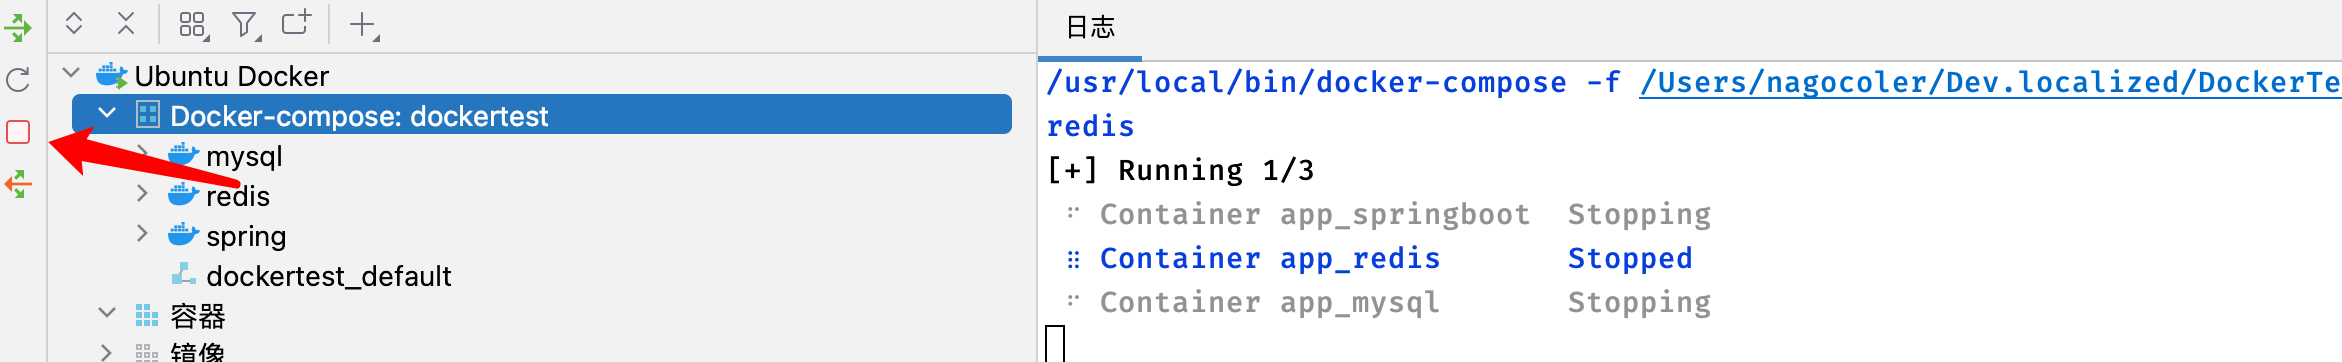 Ubuntu Docker
Docker-compose: dockertest
mysql
redis
spring
dockertest_default
容器
镜像
日志
/usr/local/bin/docker-compose -f /Users/nagocoler/Dev.localized/DockerTe
redis
[+] Running 1/3
Container app_springboot Stopping
Container app_redis Stopped
Container app_mysql Stopping